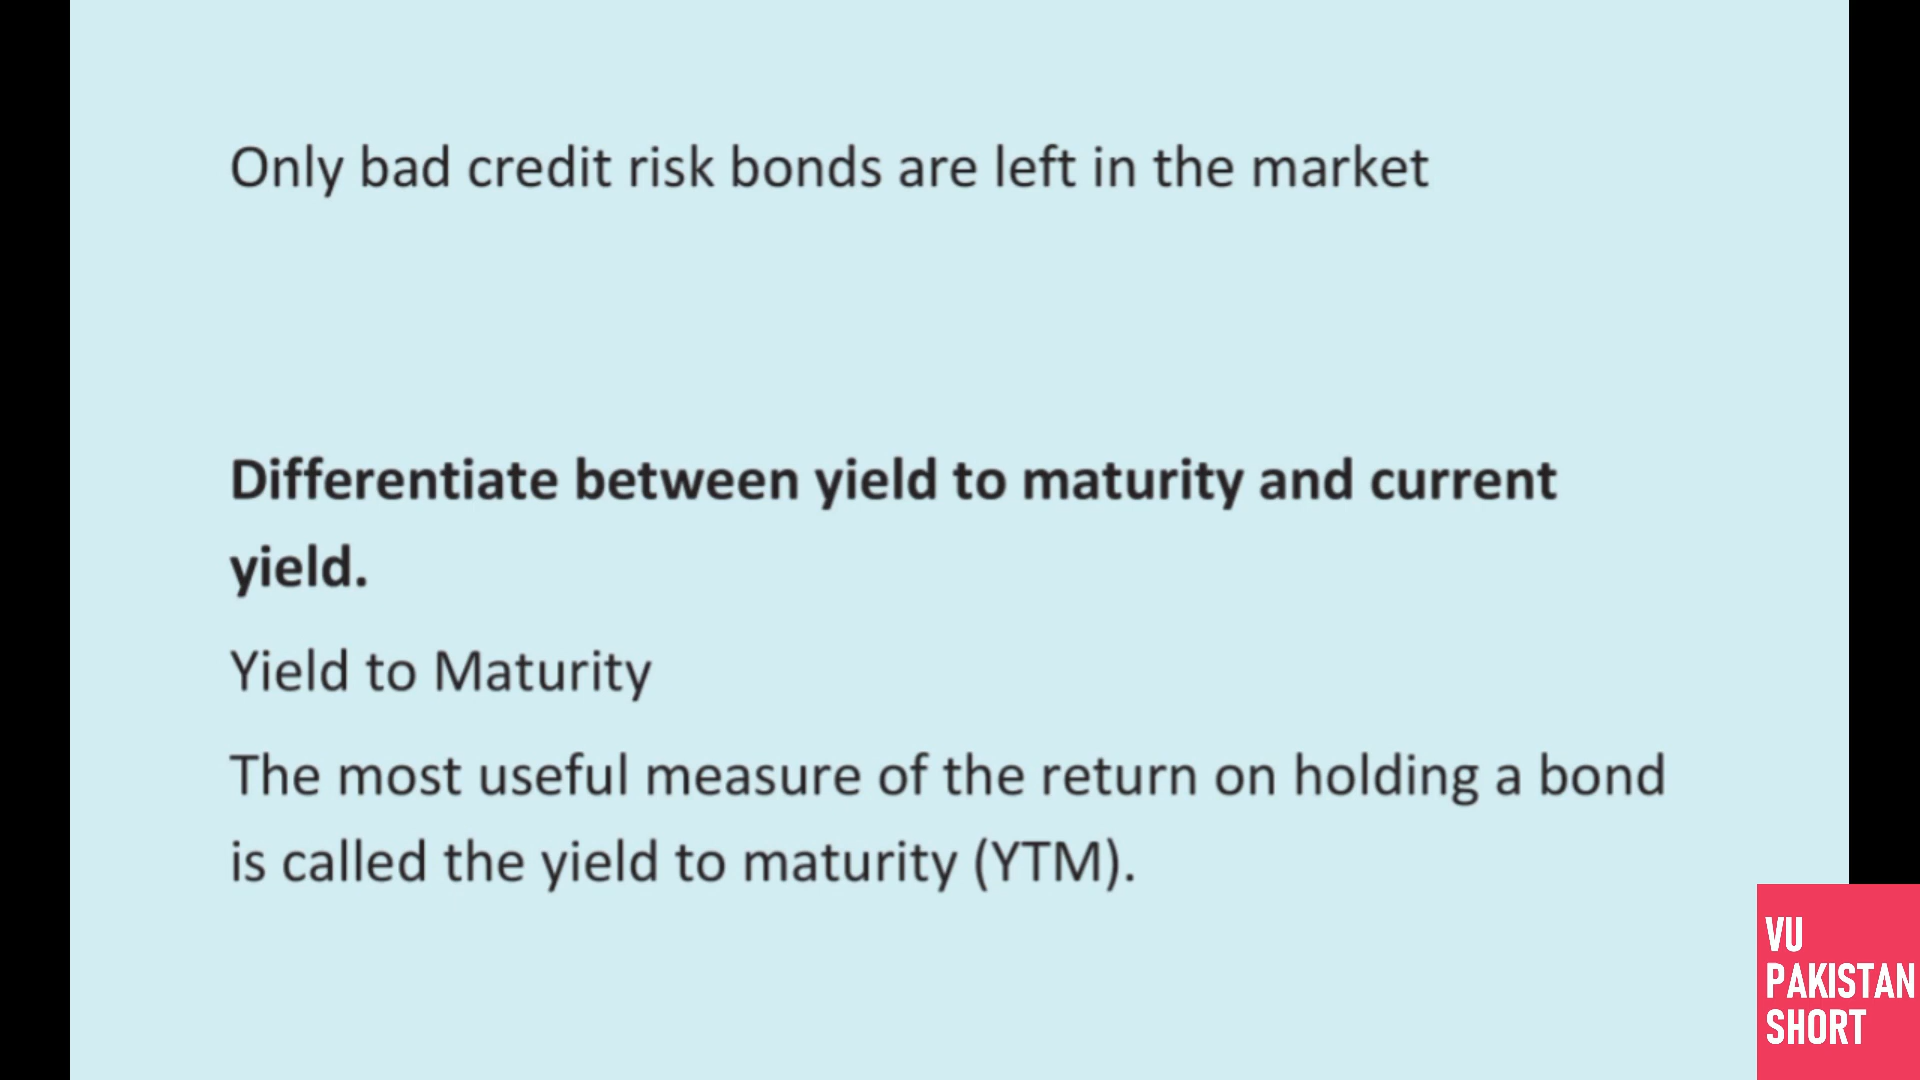 Only bad credit risk bonds are left in the market
Differentiate between yield to maturity and current
yield.
Yield to Maturity
The most useful measure of the return on holding a bond
is called the yield to maturity (YTM).
VU
PAKISTAN
SHORT